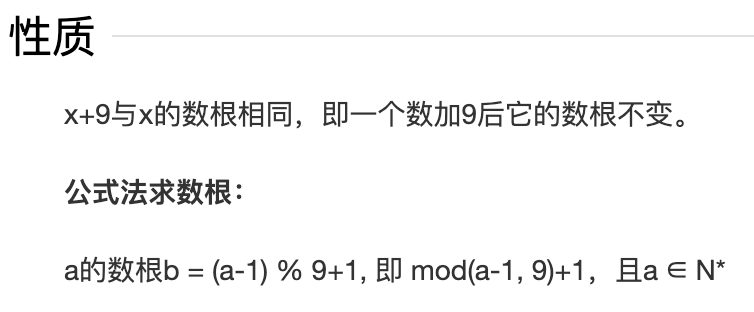 性质
x+9与x的数根相同，即一个数加9后它的数根不变。
公式法求数根：
a的数根b = (a-1) % 9+1, 即 mod(a-1, 9)+1，且a ∈ N*